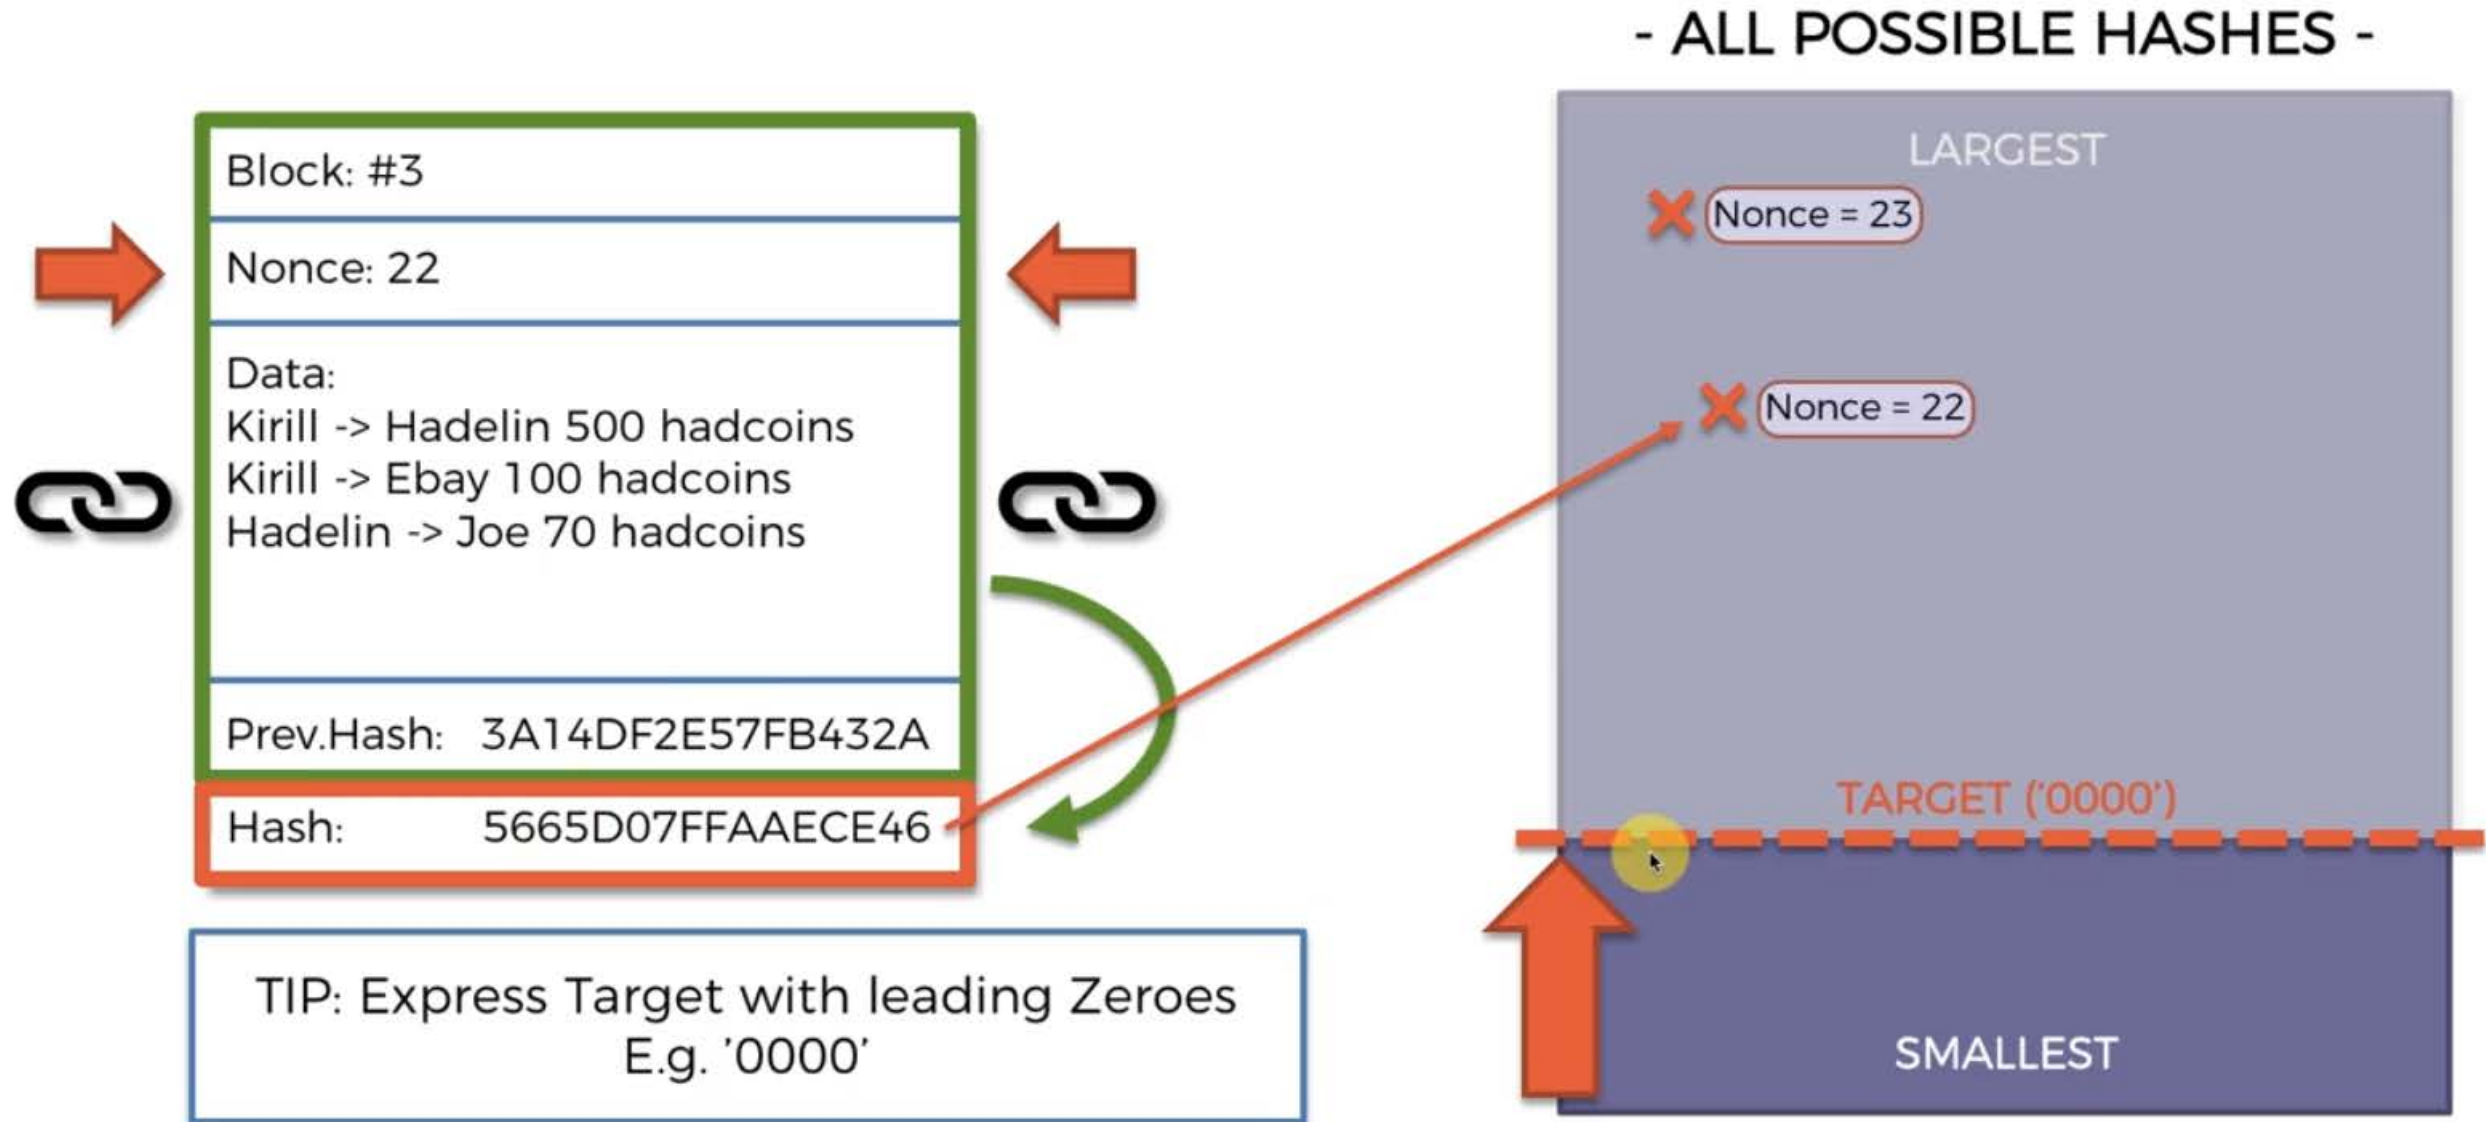 Block: #3
Nonce: 22
Data:
Kirill -> Hadelin 500 hadcoins
Kirill -> Ebay 100 hadcoins
Hadelin -> Joe 70 hadcoins
Prev.Hash: 3A14DF2E57FB432A
Hash: 5665D07FFAAECE46
TIP: Express Target with leading Zeroes
E.g. '0000'
- ALL POSSIBLE HASHES -
LARGEST
Nonce = 23
Nonce = 22
TARGET ('0000')
SMALLEST